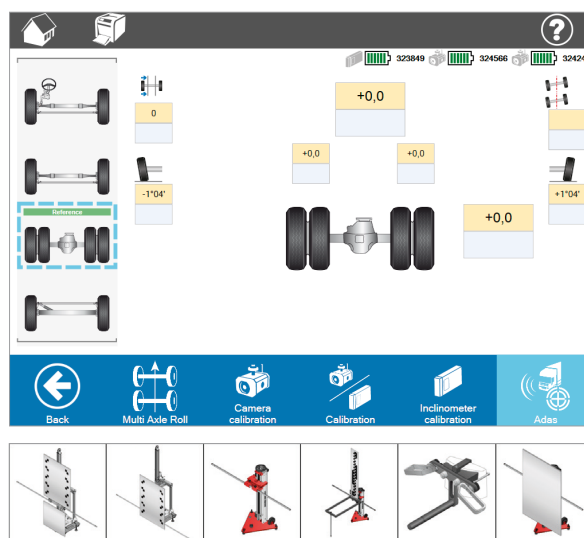 ?
323849 324566 3242
+0,0
0
+0,0 +0,0
Reference
-1°04' +1°04'
+0,0
Back Multi Axle Roll Camera calibration Calibration Inclinometer calibration Adas